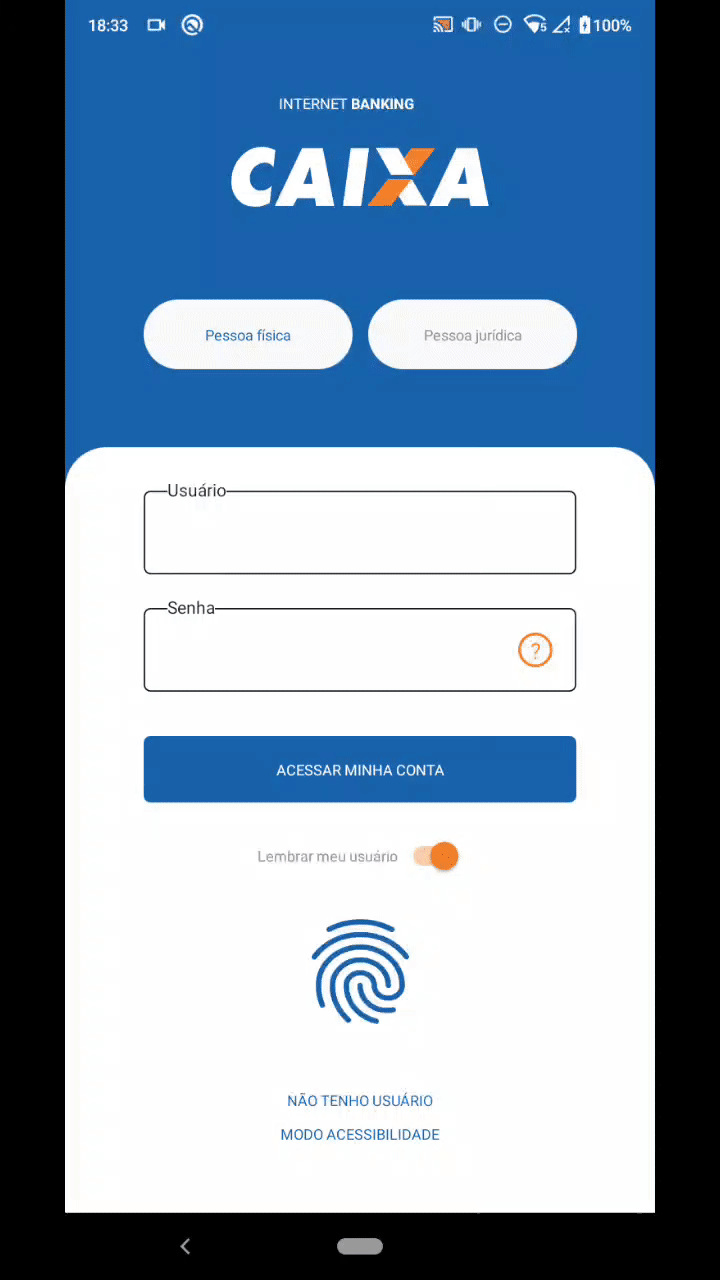 18:33 5 100%
INTERNET BANKING
CAIXA
Pessoa física Pessoa jurídica
Usuário
Senha
?
ACESSAR MINHA CONTA
Lembrar meu usuário
NÃO TENHO USUÁRIO
MODO ACESSIBILIDADE